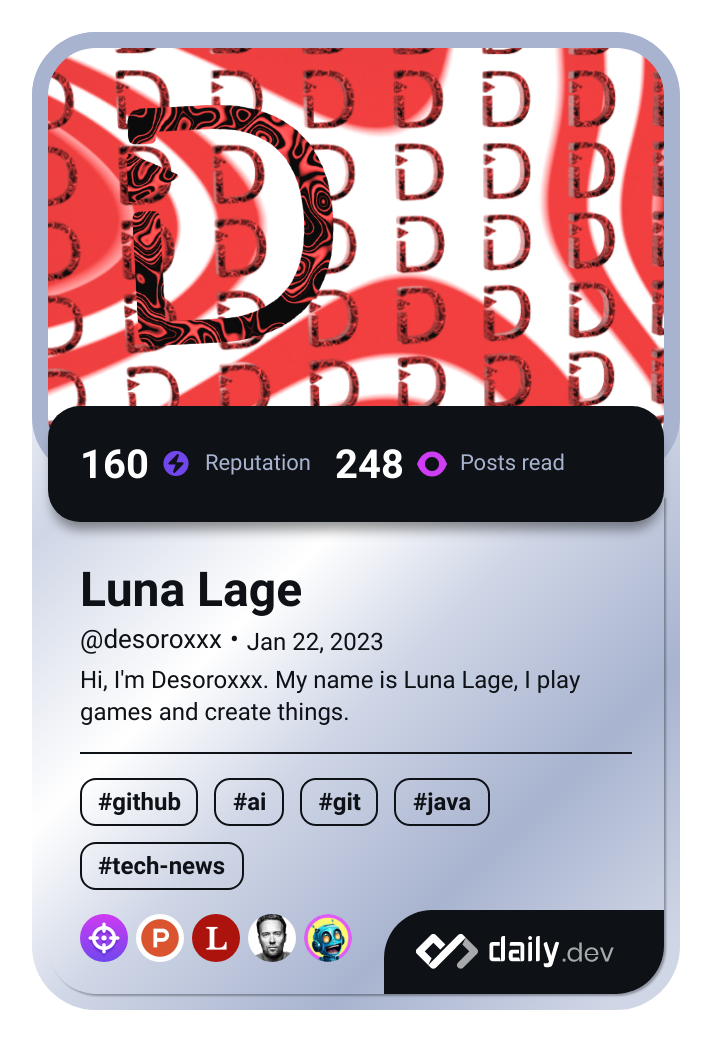 D
160 Reputation 248 Posts read
Luna Lage
@desoroxxx • Jan 22, 2023
Hi, I'm Desoroxxx. My name is Luna Lage, I play
games and create things.
#github #ai #git #java
#tech-news
P L
daily.dev